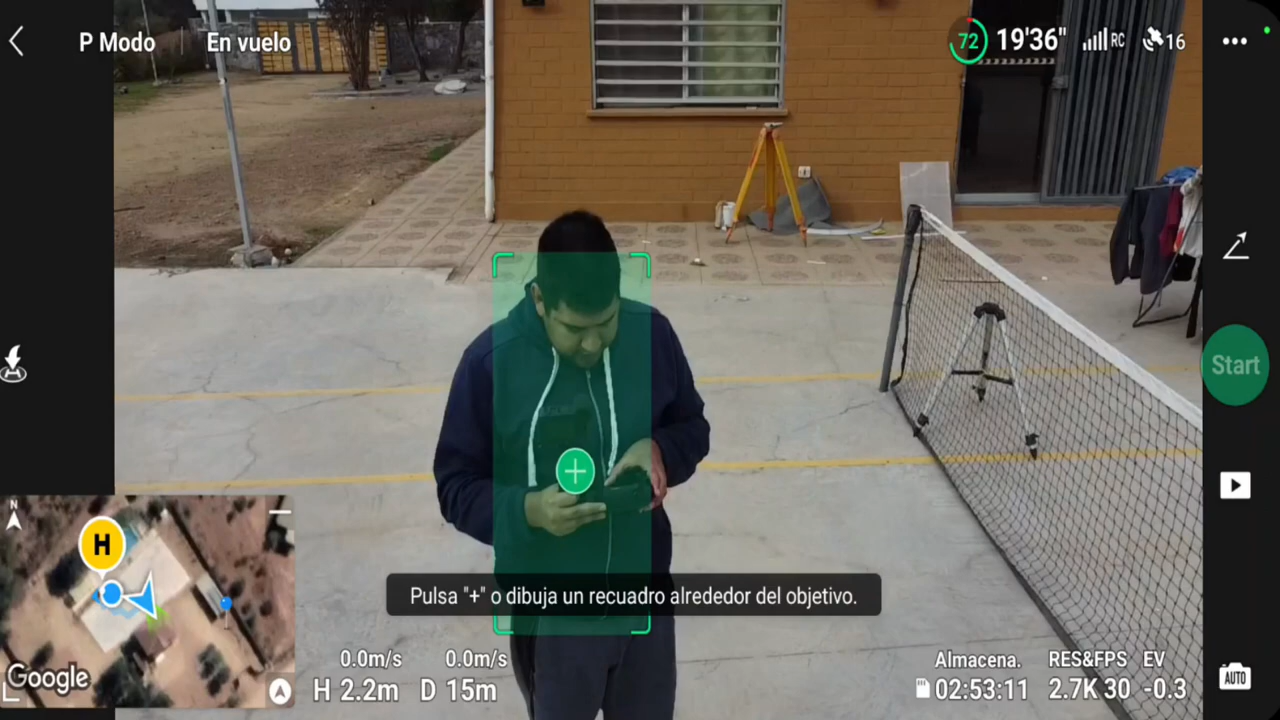 P Modo
En vuelo
72
19'36"
RC
16
Start
Pulsa "+" o dibuja un recuadro alrededor del objetivo.
N
H
Google
0.0m/s
0.0m/s
H 2.2m
D 15m
Almacena.
RES&FPS
EV
02:53:11
2.7K 30
-0.3
AUTO